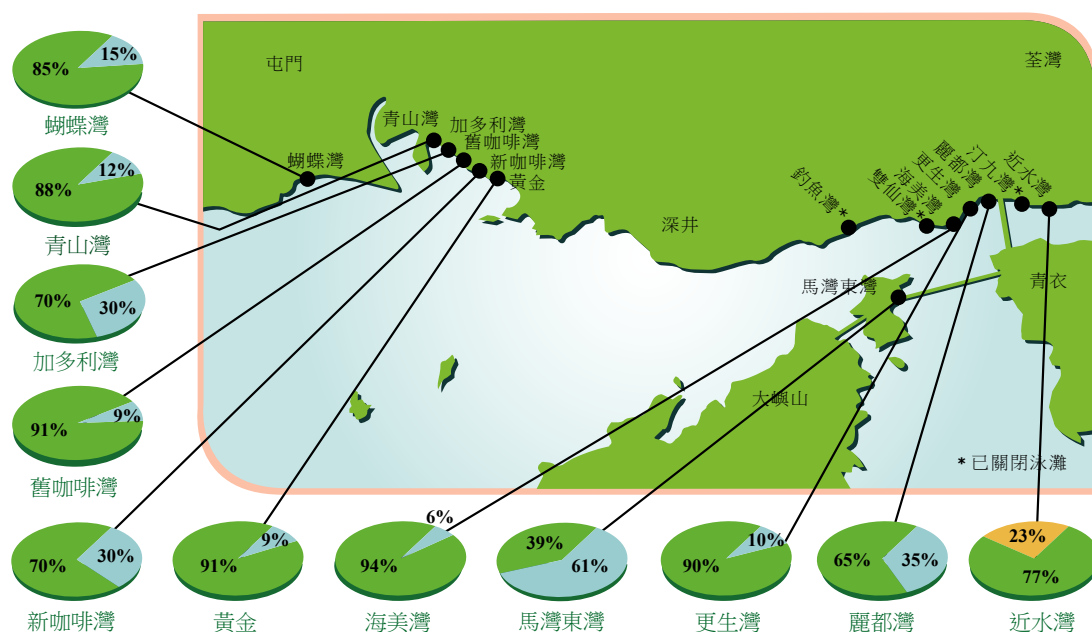 85%
15%
蝴蝶灣
88%
12%
青山灣
70%
30%
加多利灣
91%
9%
舊咖啡灣
70%
30%
新咖啡灣
91%
9%
黃金
94%
6%
海美灣
39%
61%
馬灣東灣
90%
10%
更生灣
65%
35%
麗都灣
23%
77%
近水灣
屯門
荃灣
青山灣
加多利灣
舊咖啡灣
新咖啡灣
黃金
蝴蝶灣
深井
釣魚灣*
雙仙灣*
海美灣
更生灣
麗都灣
汀九灣*
近水灣
馬灣東灣
青衣
大嶼山
*已關閉泳灘